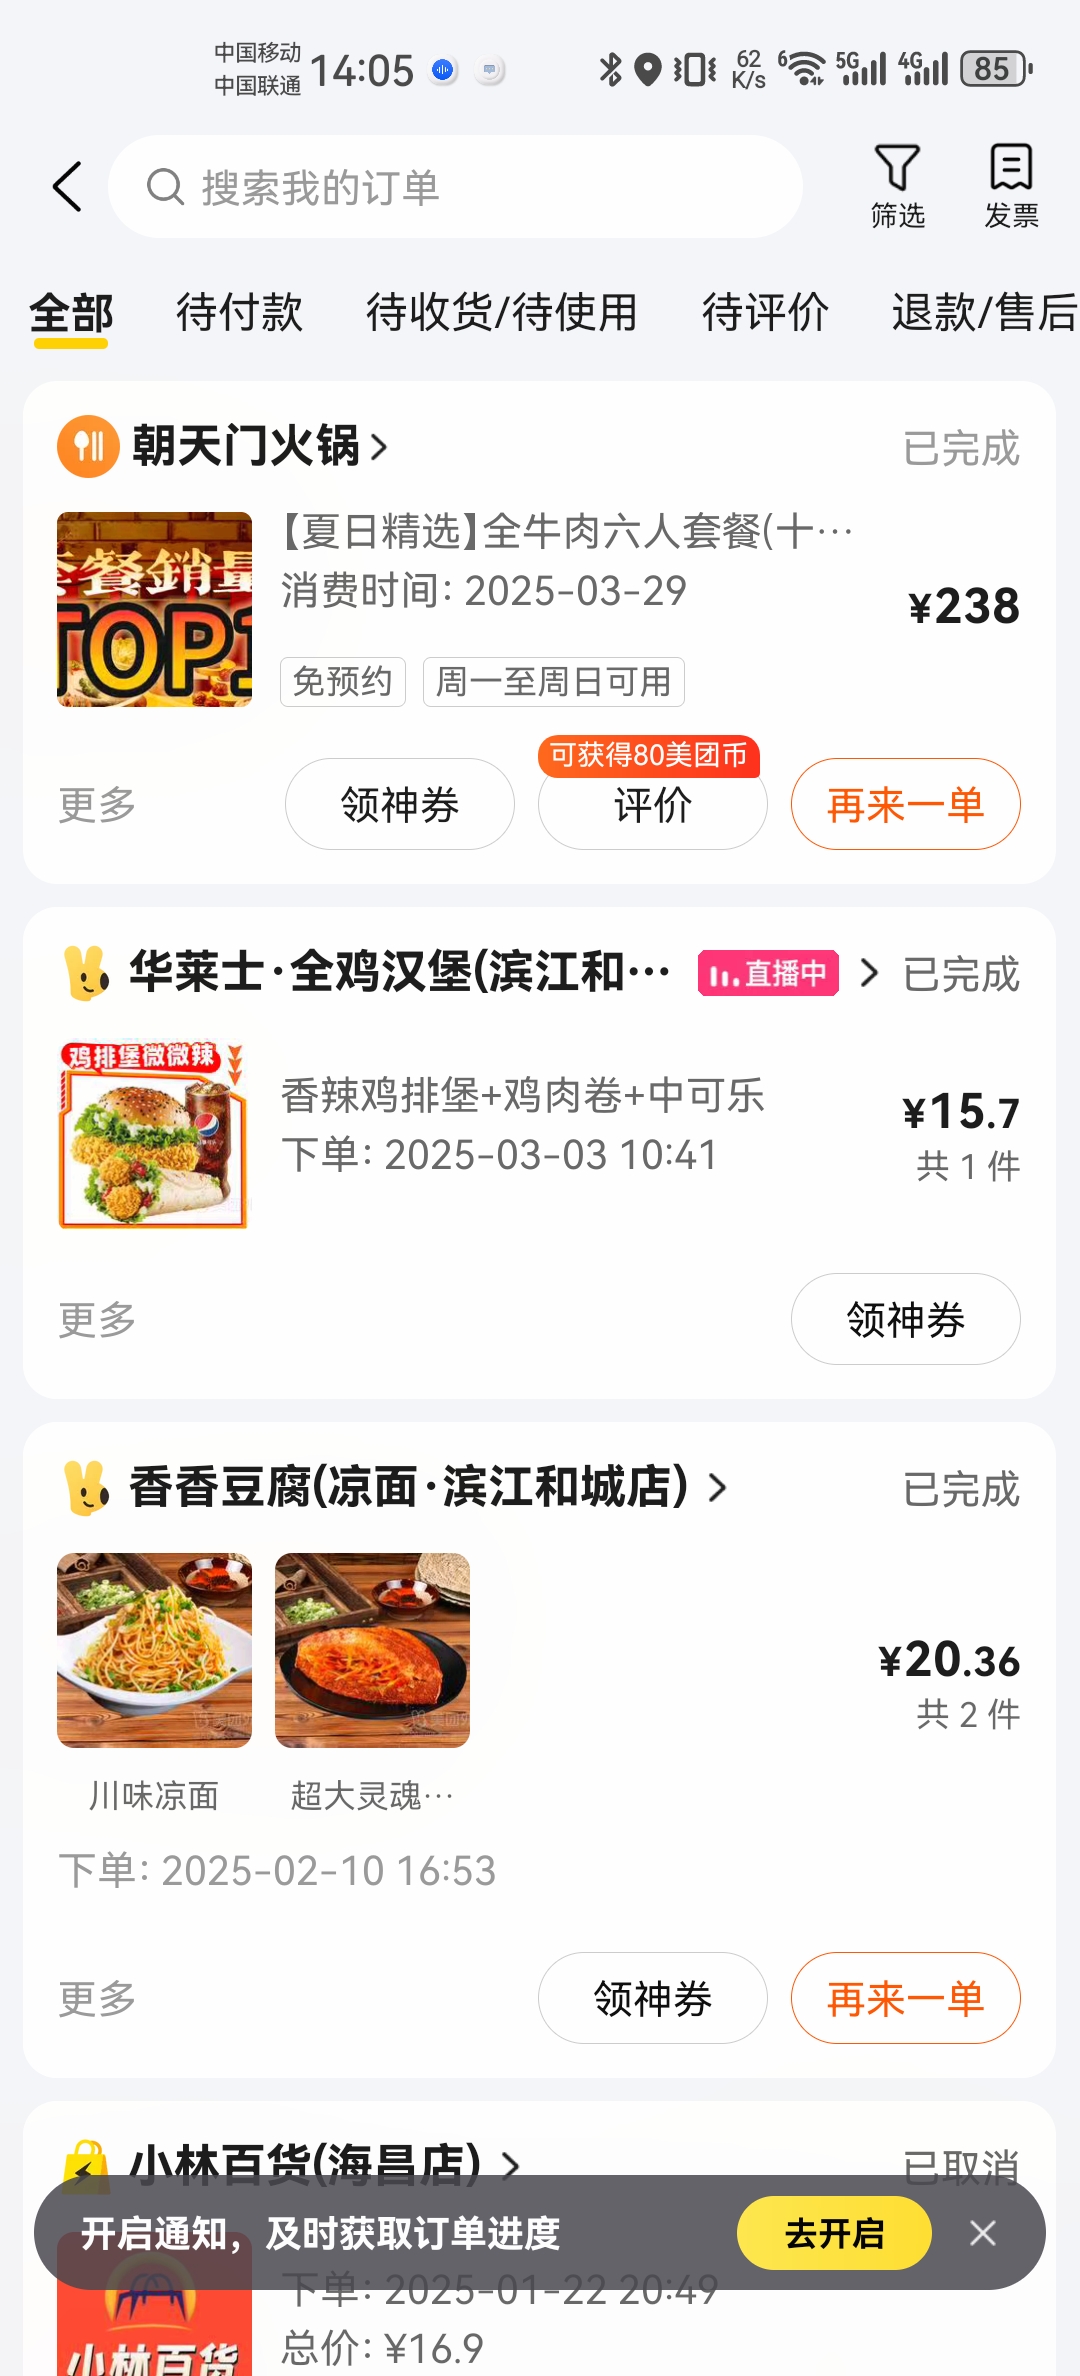 中国移动
中国联通
14:05
62
K/s
6
5G
4G
85
搜索我的订单
筛选
发票
全部
待付款
待收货/待使用
待评价
退款/售后
朝天门火锅
已完成
套餐銷量
TOP1
【夏日精选】全牛肉六人套餐(十…
消费时间: 2025-03-29
¥238
免预约
周一至周日可用
可获得80美团币
更多
领神券
评价
再来一单
华莱士·全鸡汉堡(滨江和…
直播中
已完成
鸡排堡微微辣
香辣鸡排堡+鸡肉卷+中可乐
下单: 2025-03-03 10:41
¥15.7
共 1 件
更多
领神券
香香豆腐(凉面·滨江和城店)
已完成
¥20.36
共 2 件
川味凉面
超大灵魂…
下单: 2025-02-10 16:53
更多
领神券
再来一单
小林百货(海昌店)
已取消
开启通知，及时获取订单进度
去开启
下单: 2025-01-22 20:49
总价: ¥16.9
小林百货